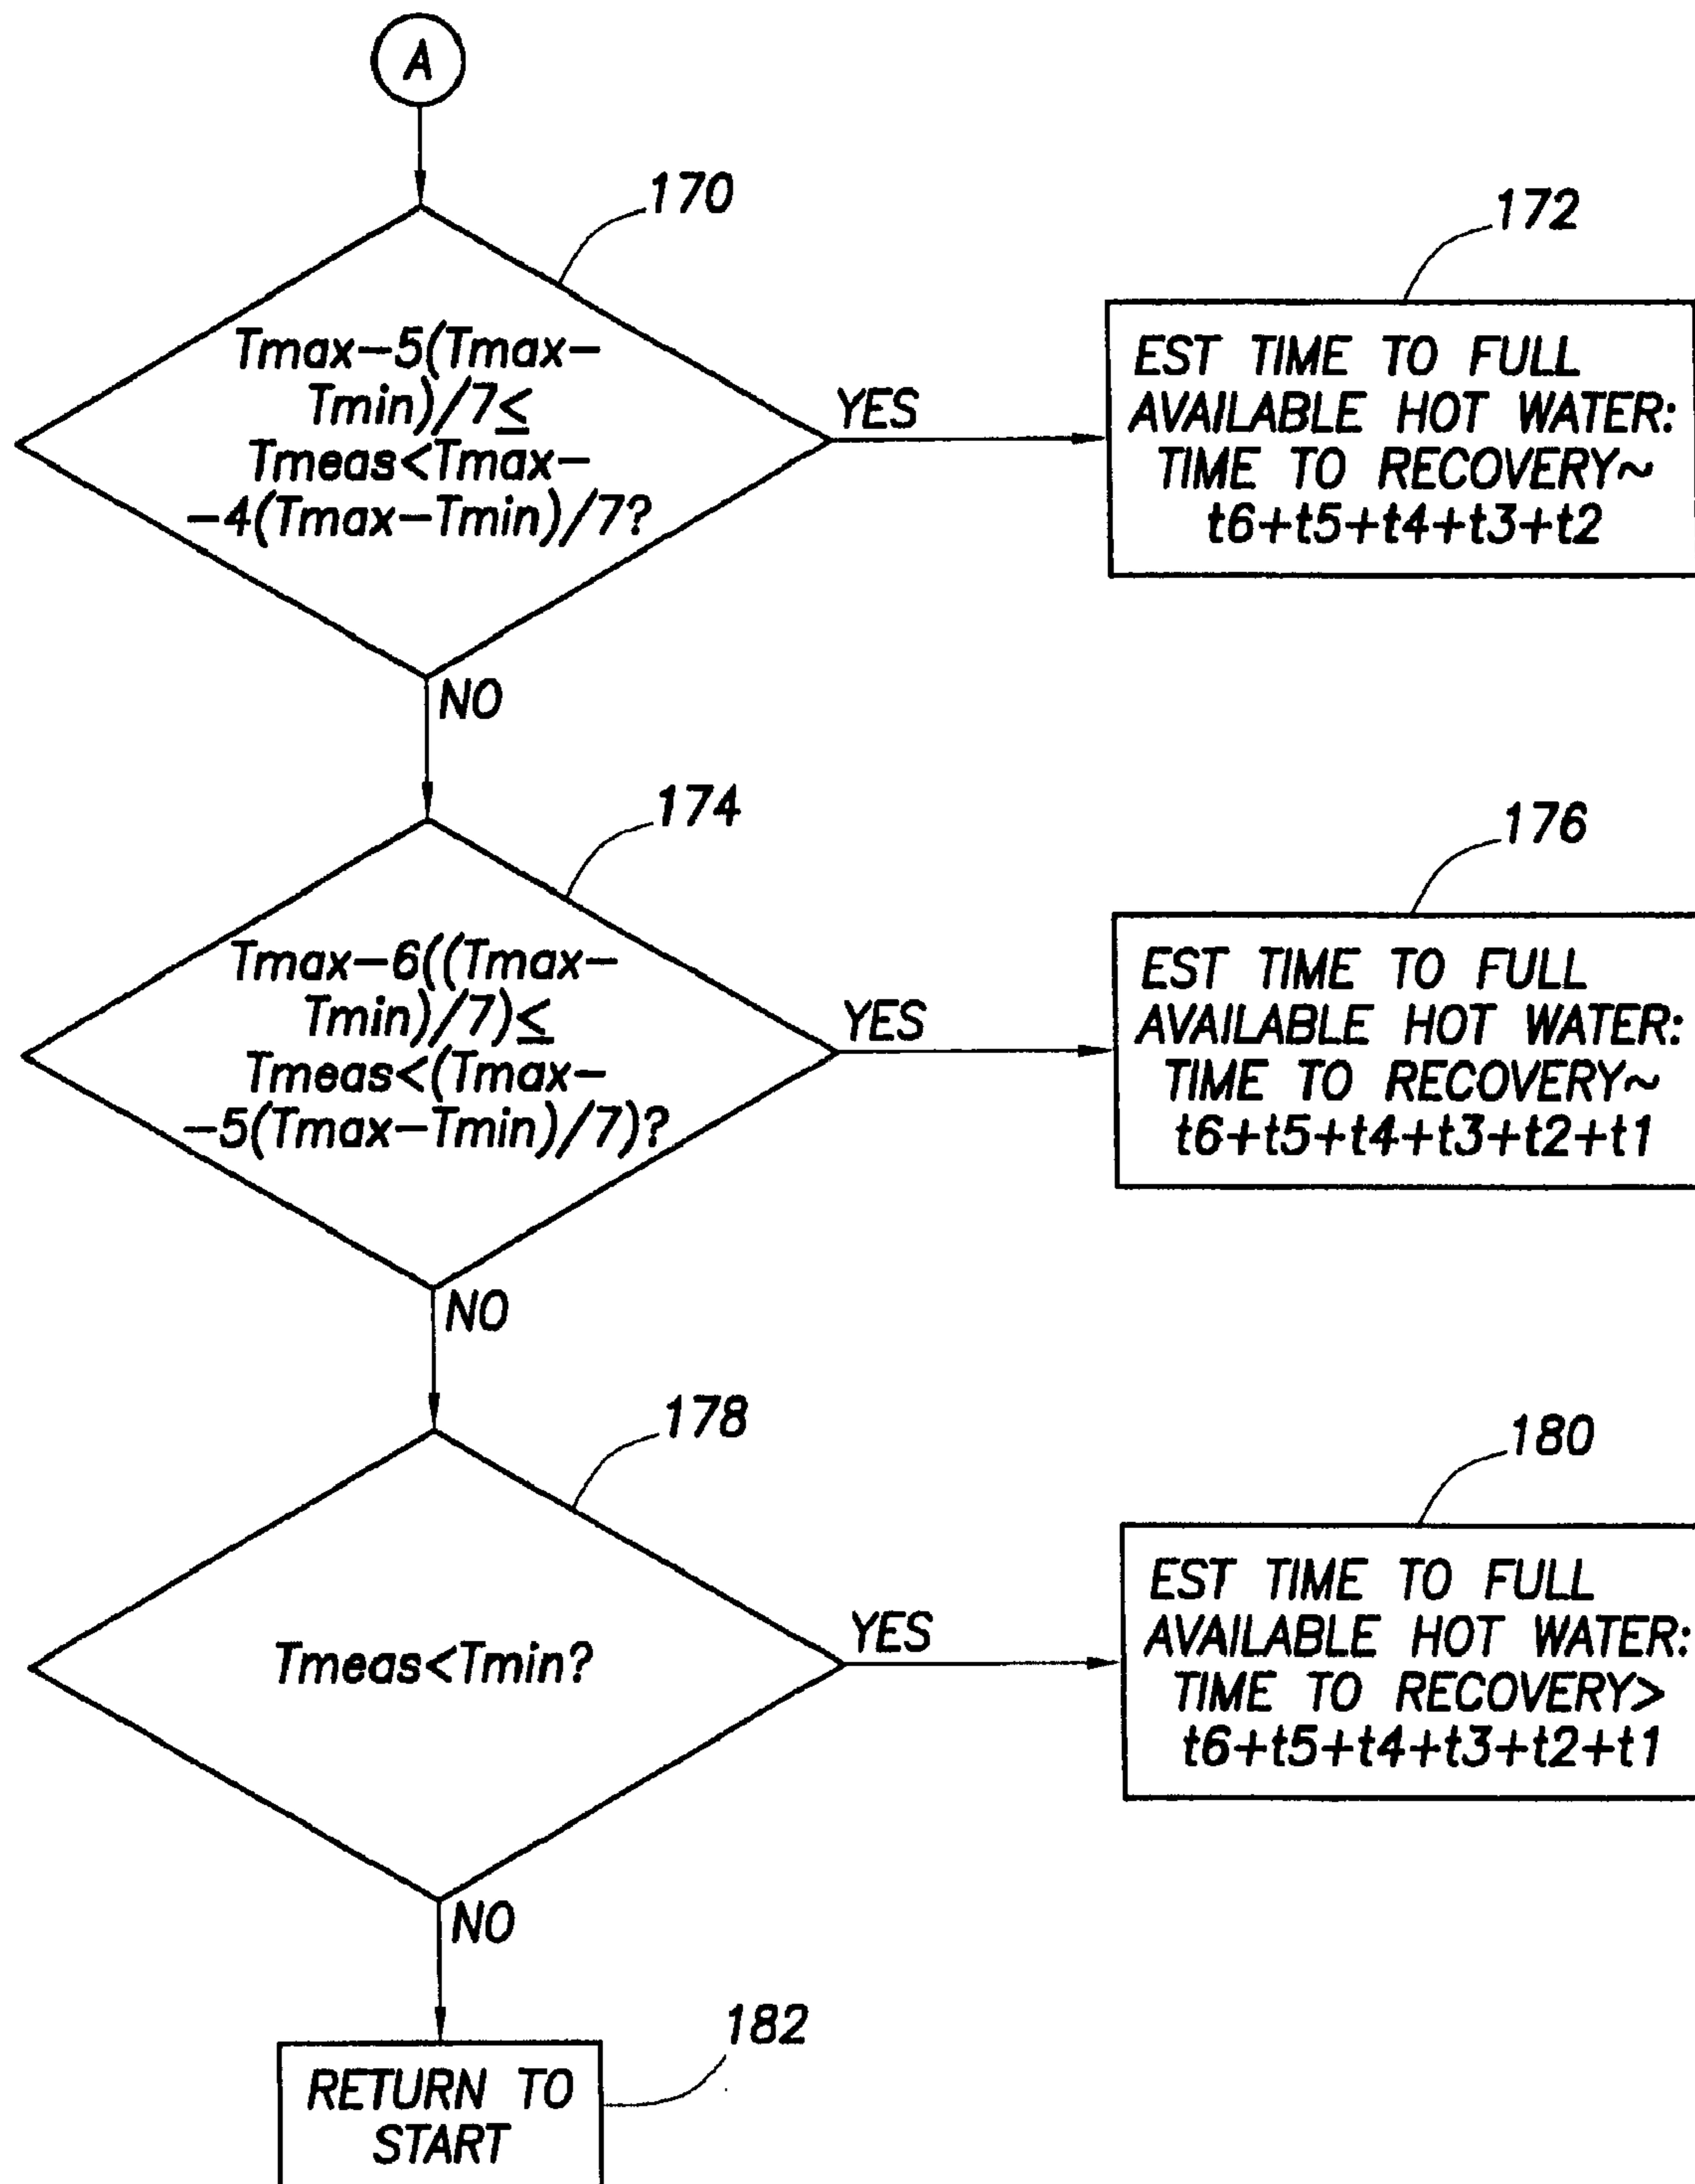 A
170
Tmax-5(Tmax-
Tmin)/7≤
Tmeas<Tmax-
-4(Tmax-Tmin)/7?
YES
172
EST TIME TO FULL
AVAILABLE HOT WATER:
TIME TO RECOVERY~
t6+t5+t4+t3+t2
NO
174
Tmax-6((Tmax-
Tmin)/7)≤
Tmeas<(Tmax-
-5(Tmax-Tmin)/7)?
YES
176
EST TIME TO FULL
AVAILABLE HOT WATER:
TIME TO RECOVERY~
t6+t5+t4+t3+t2+t1
NO
178
Tmeas<Tmin?
YES
180
EST TIME TO FULL
AVAILABLE HOT WATER:
TIME TO RECOVERY>
t6+t5+t4+t3+t2+t1
NO
182
RETURN TO
START